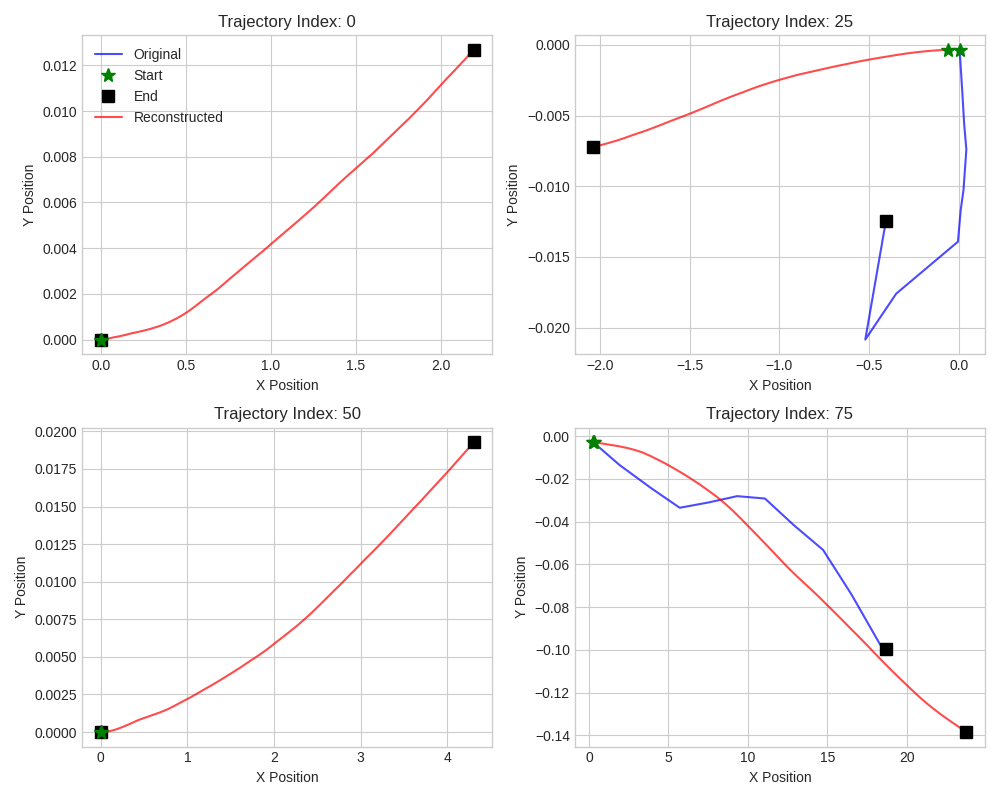 Trajectory Index: 0
Original
Start
End
Reconstructed
0.012
0.010
0.008
0.006
0.004
0.002
0.000
Y Position
0.0 0.5 1.0 1.5 2.0
X Position
Trajectory Index: 25
0.000
−0.005
−0.010
−0.015
−0.020
Y Position
−2.0 −1.5 −1.0 −0.5 0.0
X Position
Trajectory Index: 50
0.0200
0.0175
0.0150
0.0125
0.0100
0.0075
0.0050
0.0025
0.0000
Y Position
0 1 2 3 4
X Position
Trajectory Index: 75
0.00
−0.02
−0.04
−0.06
−0.08
−0.10
−0.12
−0.14
Y Position
0 5 10 15 20
X Position